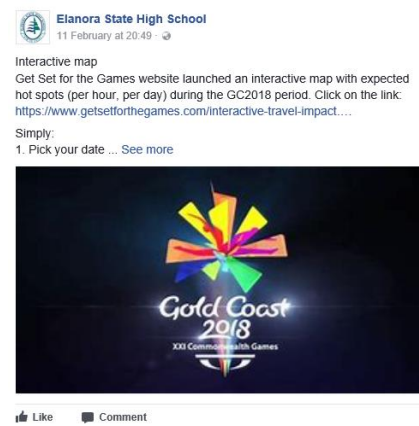 Elanora State High School
11 February at 20:49 ·
Interactive map
Get Set for the Games website launched an interactive map with expected
hot spots (per hour, per day) during the GC2018 period. Click on the link:
https://www.getsetforthegames.com/interactive-travel-impact....
Simply:
1. Pick your date ... See more
Gold Coast
2018
XXI Commonwealth Games
Like Comment